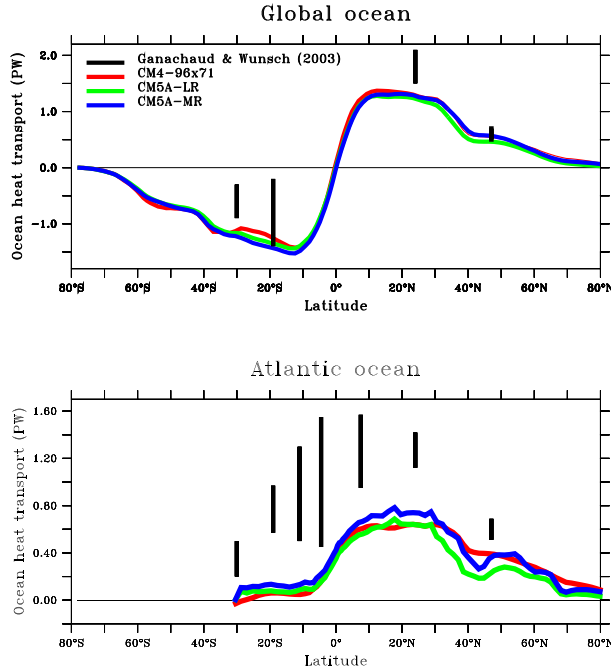 Global ocean
Ocean heat transport (PW)
2.0
1.0
0.0
-1.0
Ganachaud & Wunsch (2003)
CM4-96x71
CM5A-LR
CM5A-MR
80°S 60°S 40°S 20°S 0° 20°N 40°N 60°N 80°N
Latitude
Atlantic ocean
Ocean heat transport (PW)
1.60
1.20
0.80
0.40
0.00
80°S 60°S 40°S 20°S 0° 20°N 40°N 60°N 80°N
Latitude